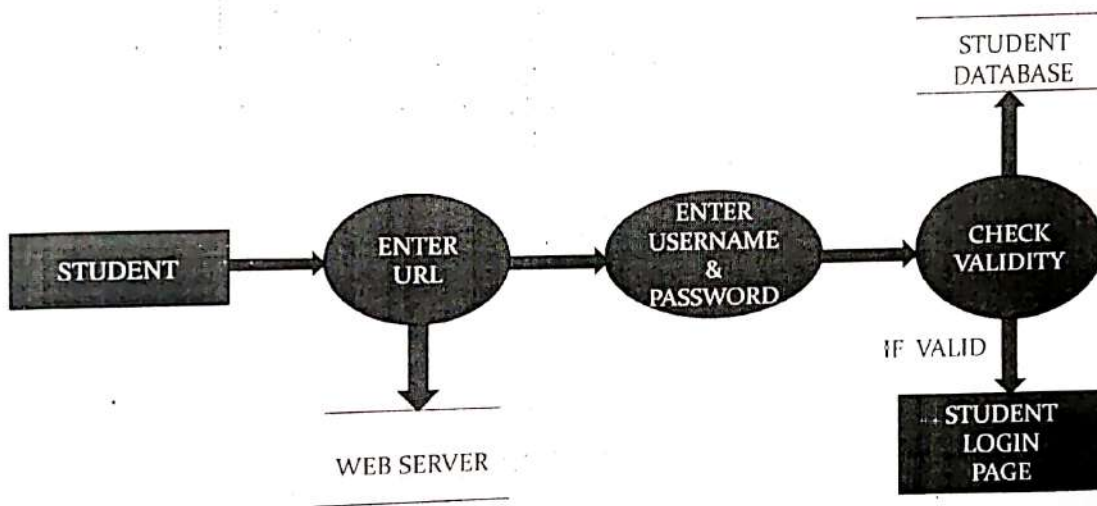 STUDENT
DATABASE
STUDENT
ENTER
URL
ENTER
USERNAME
&
PASSWORD
CHECK
VALIDITY
IF VALID
WEB SERVER
STUDENT
LOGIN
PAGE